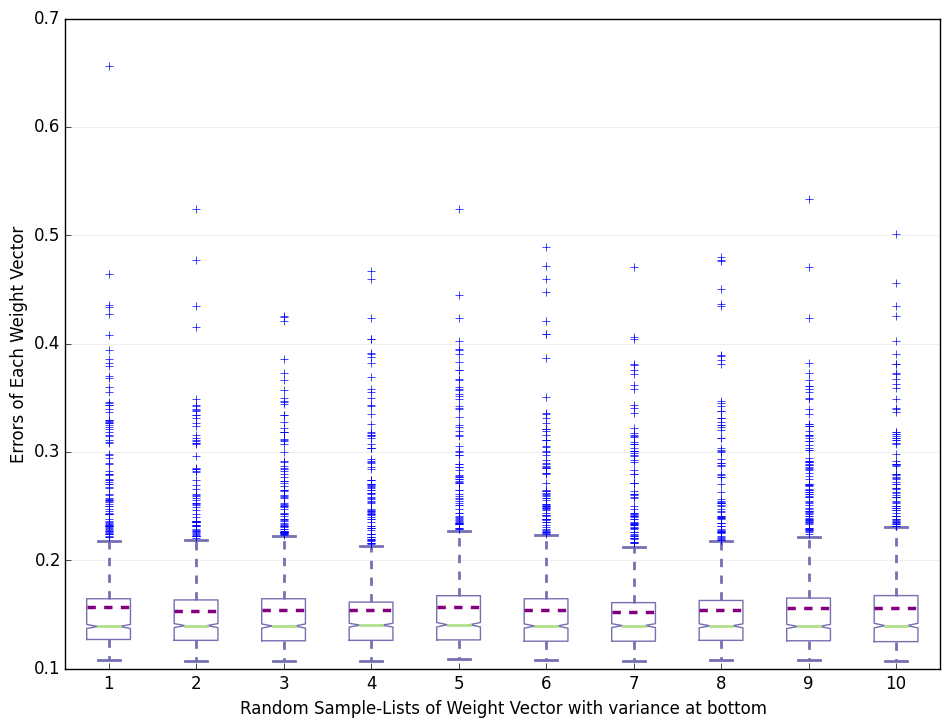 Errors of Each Weight Vector
0.7
0.6
0.5
0.4
0.3
0.2
0.1
1 2 3 4 5 6 7 8 9 10
Random Sample-Lists of Weight Vector with variance at bottom